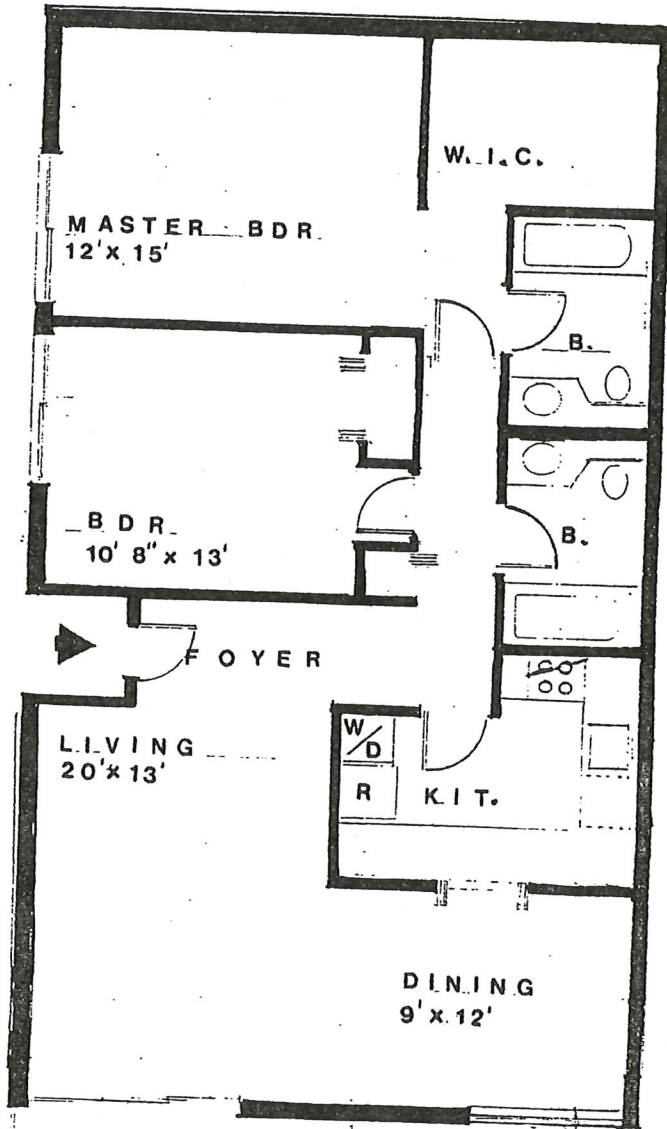 W. I. C.
MASTER BDR
12' x 15'
B.
BDR
10' 8" x 13'
B.
FOYER
LIVING
20' x 13'
W/D
R
KIT.
DINING
9' x 12'